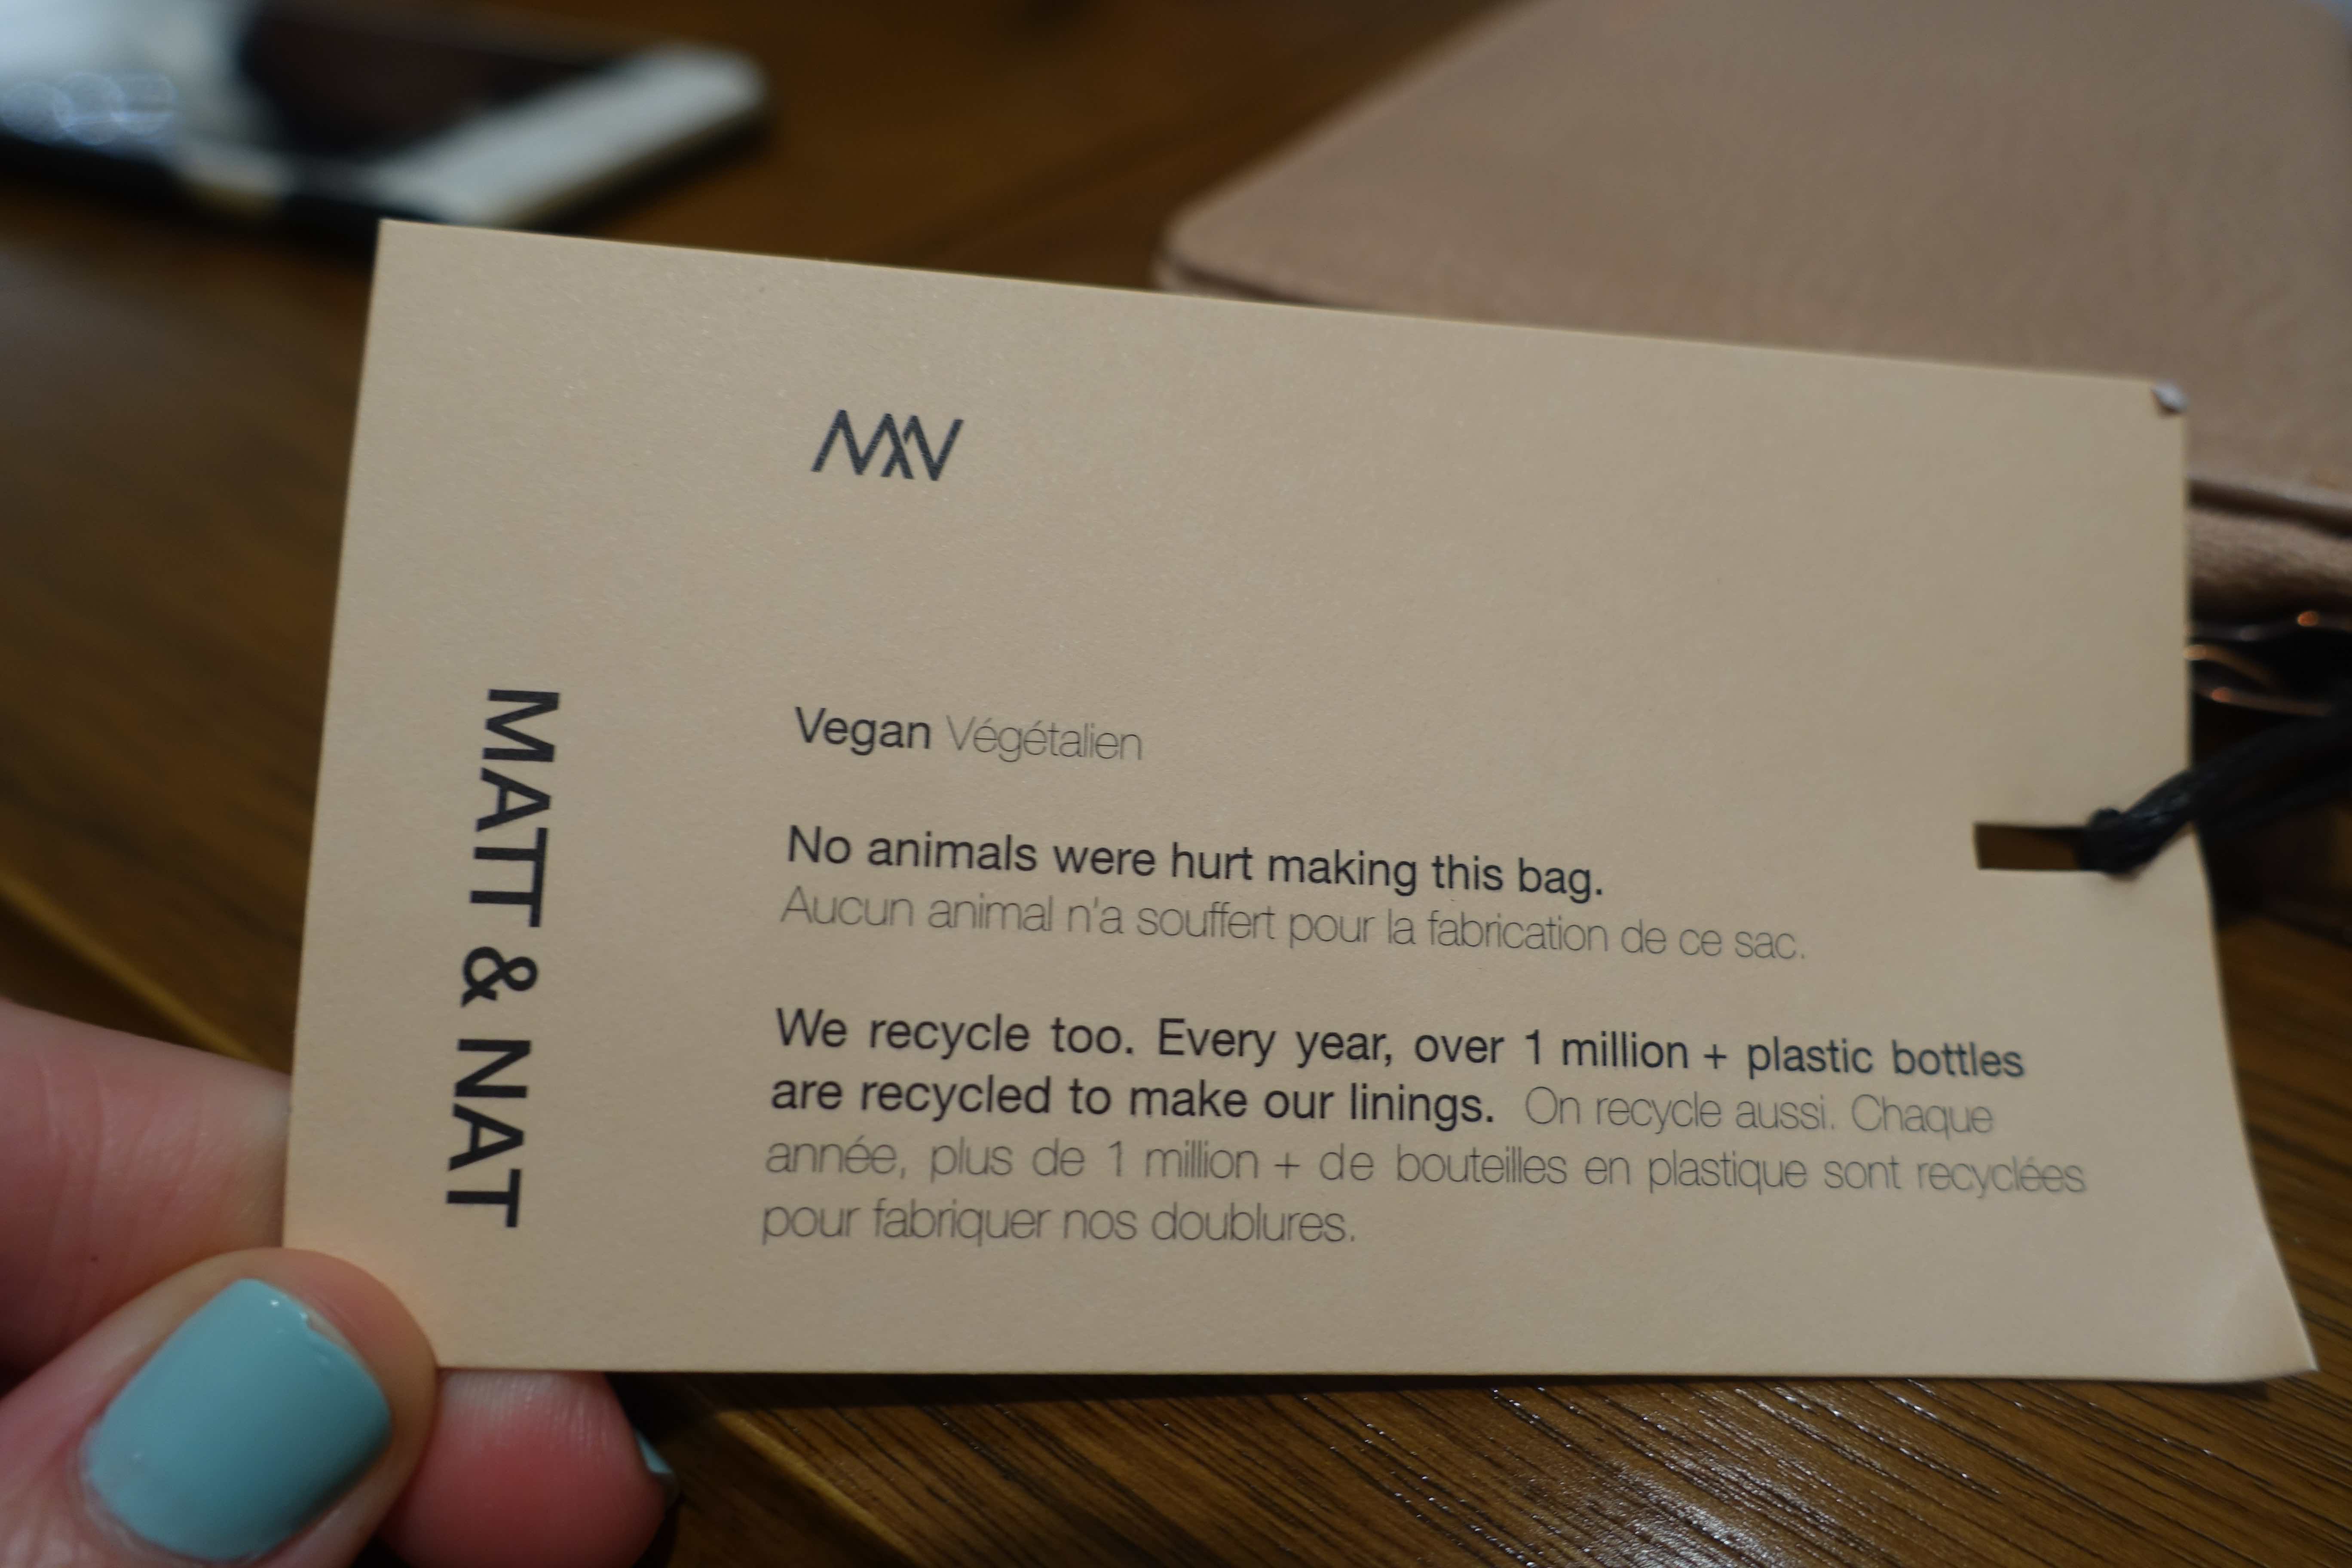 MATT & NAT
Vegan Végétalien
No animals were hurt making this bag.
Aucun animal n'a souffert pour la fabrication de ce sac.
We recycle too. Every year, over 1 million + plastic bottles
are recycled to make our linings. On recycle aussi. Chaque
année, plus de 1 million + de bouteilles en plastique sont recyclées
pour fabriquer nos doublures.